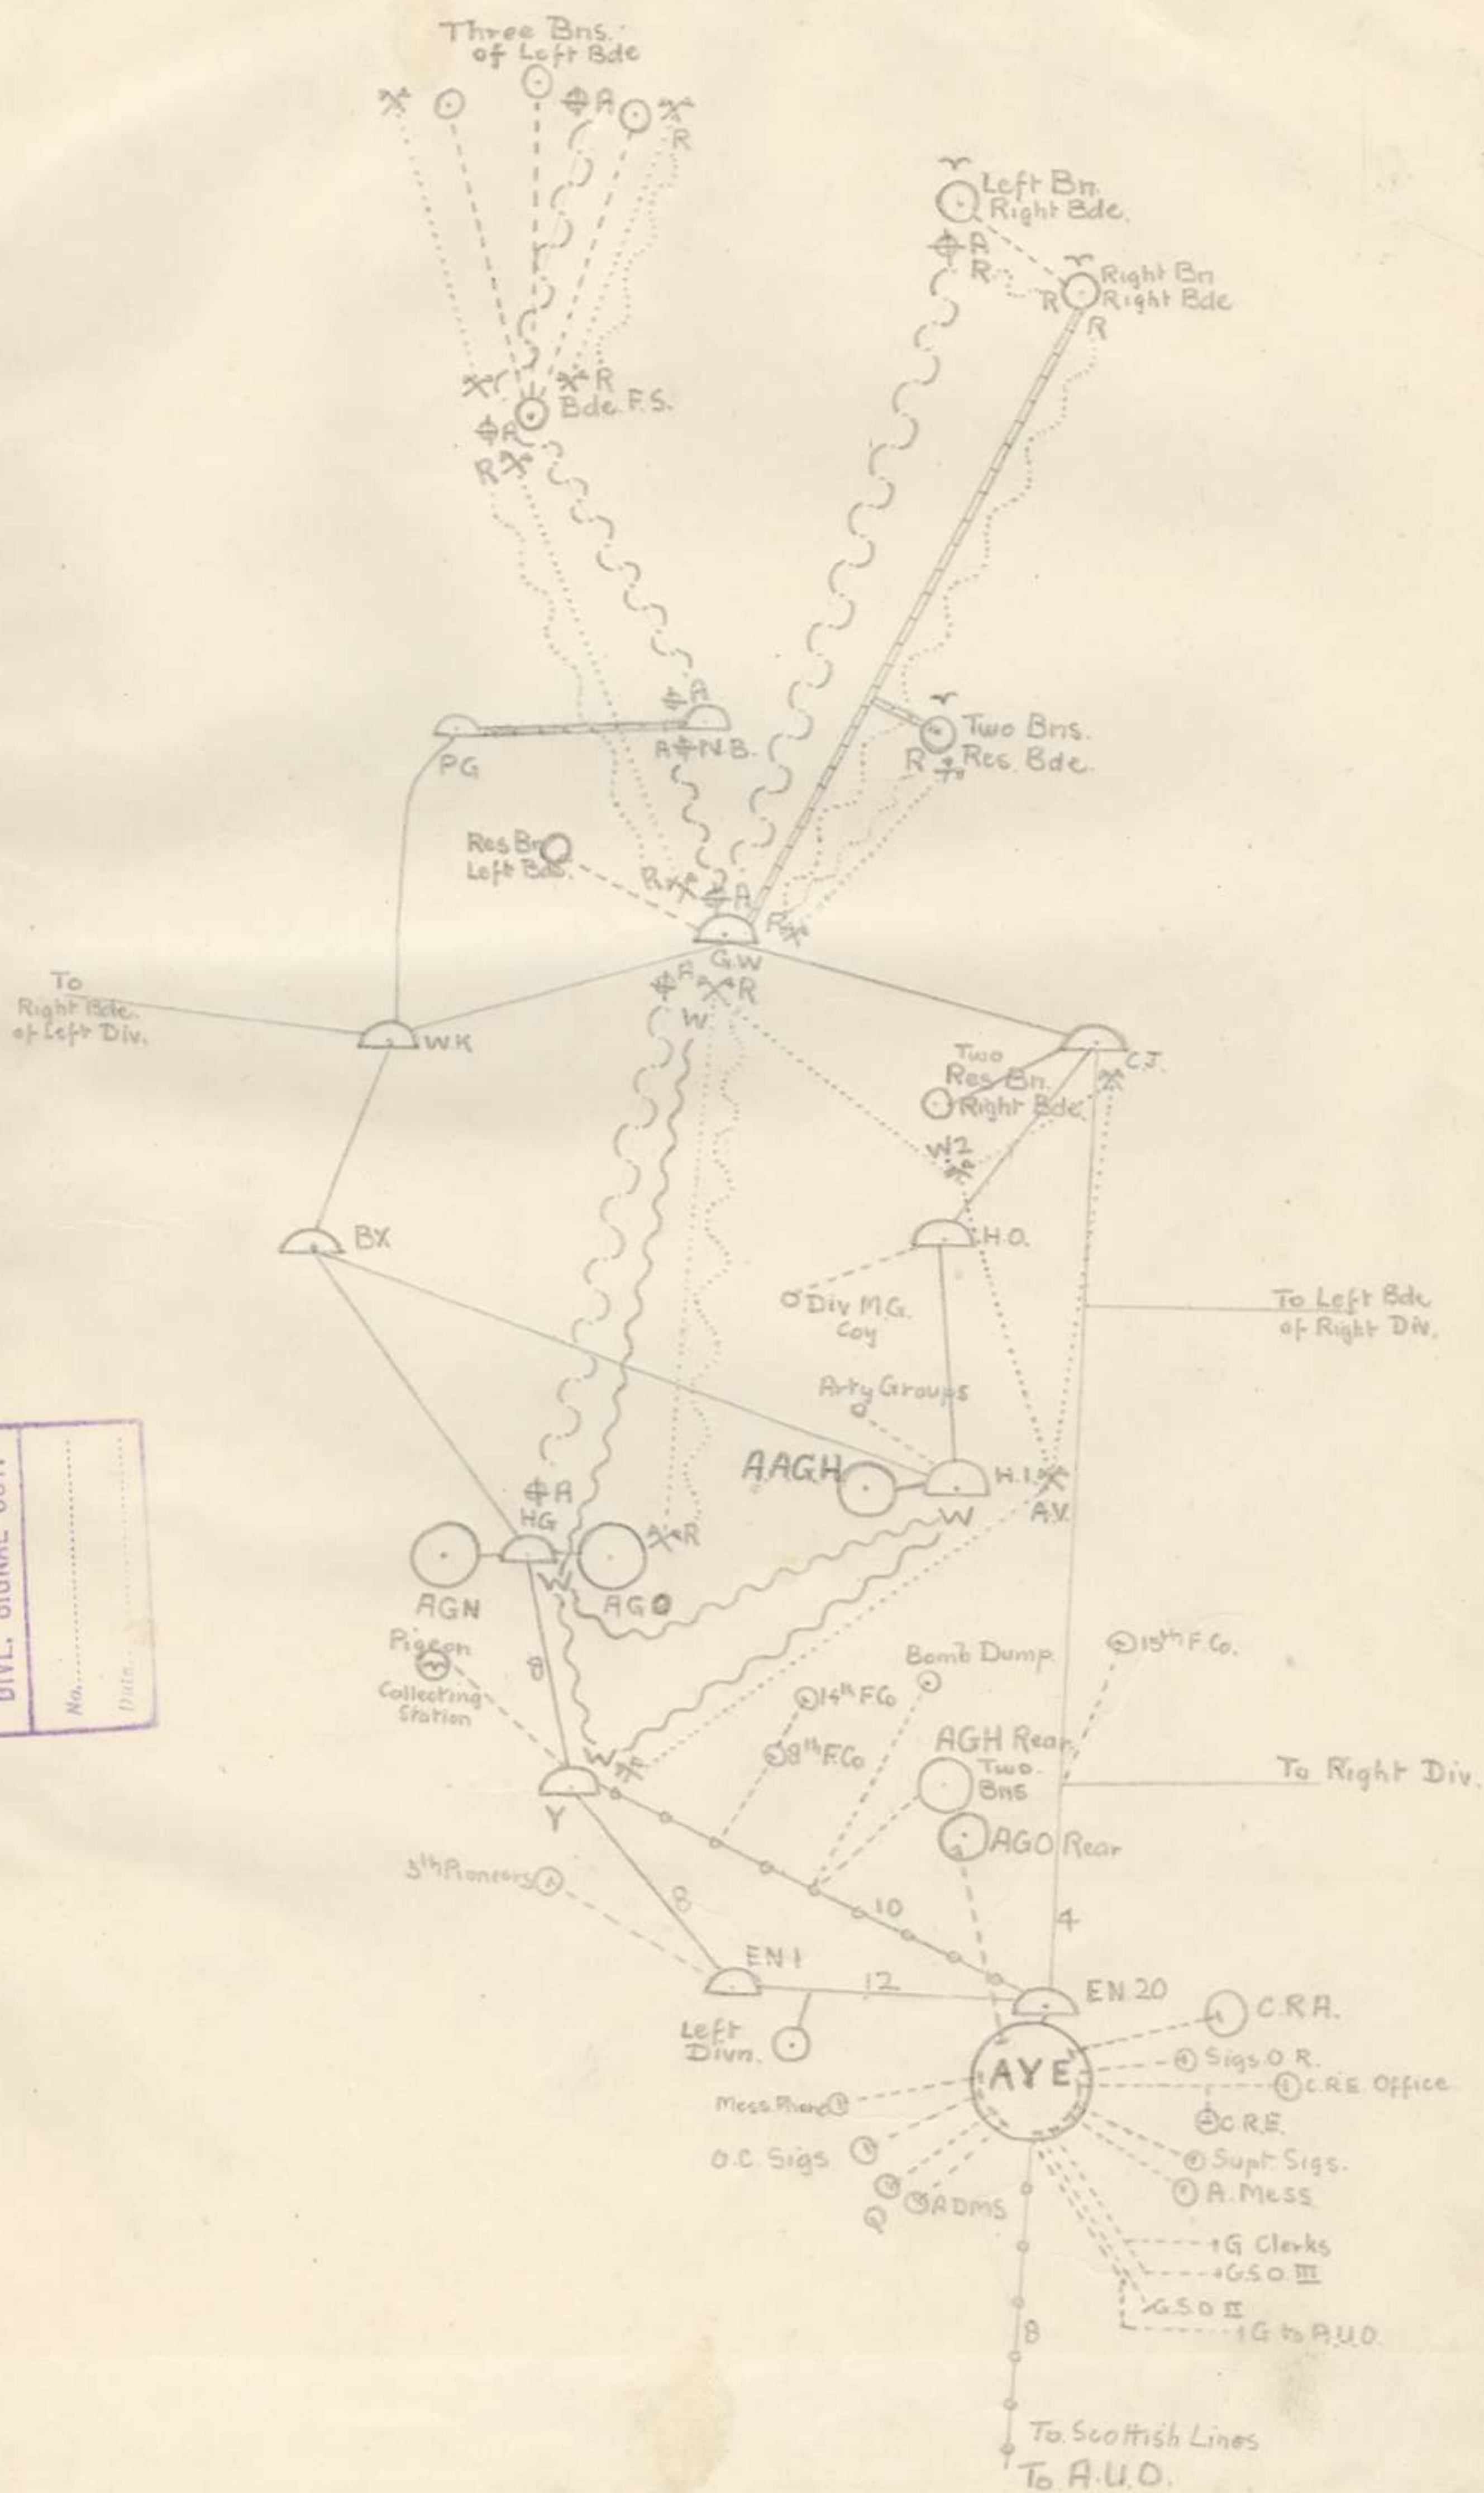 Three Bns.
of Left Bde
A
R
Left Bn.
Right Bde.
A
R
Right Bn
Right Bde
R
R
R
Bde. F.S.
A
R
A
A N.B.
PG
Two Bns.
Res. Bde.
R
Res Bn
Left Bde.
R
A
R
G.W
A
R
W
To
Right Bde.
of Left Div.
W.K
C.J.
Two
Res Bn.
Right Bde.
W2
BX
H.O.
Div M.G.
Coy
To Left Bde
of Right Div.
Arty Groups
AAGH
H.I.
W
A.V.
A
HG
R
W
AGN
AGO
Pigeon
Collecting
Station
8
15th F. Co.
Bomb Dump.
14th F Co
8th F. Co
AGH Rear
Two
Bns
To Right Div.
W
Y
AGO Rear
5th Pioneers
8
10
4
EN 1
12
EN 20
C.R.A.
Left
Divn.
AYE
Sigs. O R.
C.R.E. Office
Mess. Phone
C.R.E.
O.C. Sigs
Supt. Sigs.
A. Mess
Q
A D M S
G Clerks
G.S.O. III
G.S.O II
G to A.U.O.
8
To Scottish Lines
To A.U.O.
DIVL. SIGNAL
No.
Date